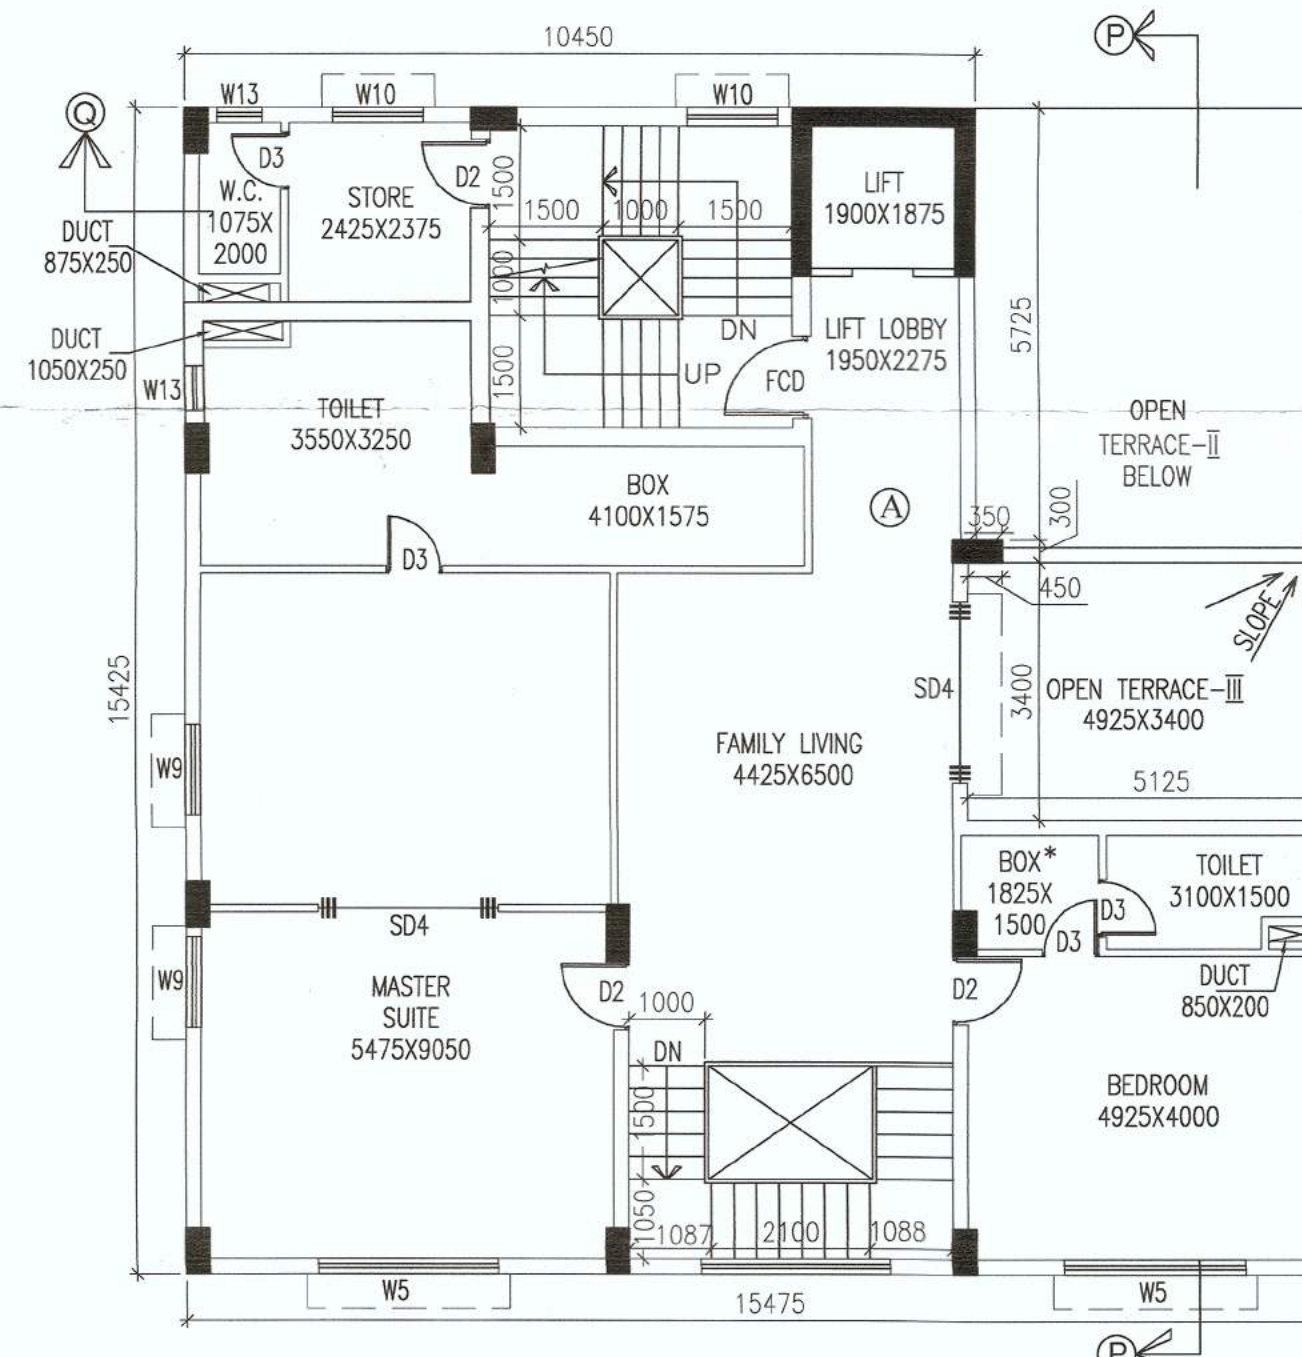 10450
P
W13
W10
W10
Q
D3
D2
W.C.
1075X
2000
STORE
2425X2375
1500
1500
1000
1500
LIFT
1900X1875
DUCT
875X250
1000
DN
LIFT LOBBY
1950X2275
5725
DUCT
1050X250
W13
1500
UP
FCD
TOILET
3550X3250
OPEN
TERRACE-II
BELOW
BOX
4100X1575
A
350
300
D3
450
SLOPE
15425
SD4
3400
OPEN TERRACE-III
4925X3400
FAMILY LIVING
4425X6500
W9
5125
BOX*
1825X
1500
TOILET
3100X1500
D3
D3
SD4
W9
MASTER
SUITE
5475X9050
D2
1000
D2
DUCT
850X200
DN
1500
BEDROOM
4925X4000
1050
1087
2100
1088
W5
15475
W5
P